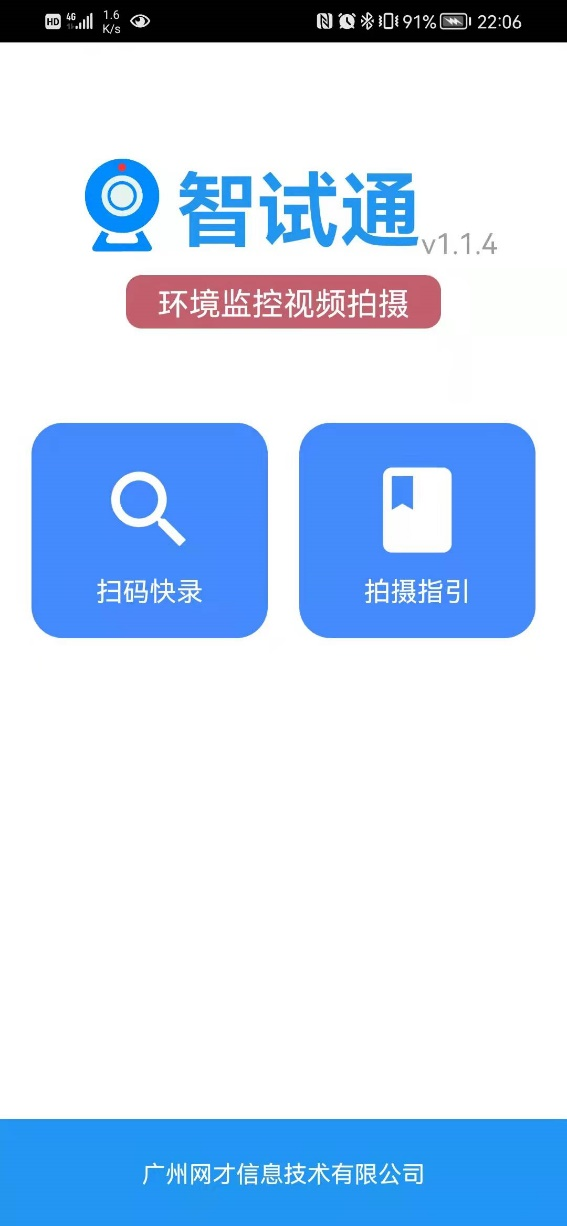 HD 4G 1.6 K/s 91% 22:06
智试通 v1.1.4
环境监控视频拍摄
扫码快录 拍摄指引
广州网才信息技术有限公司